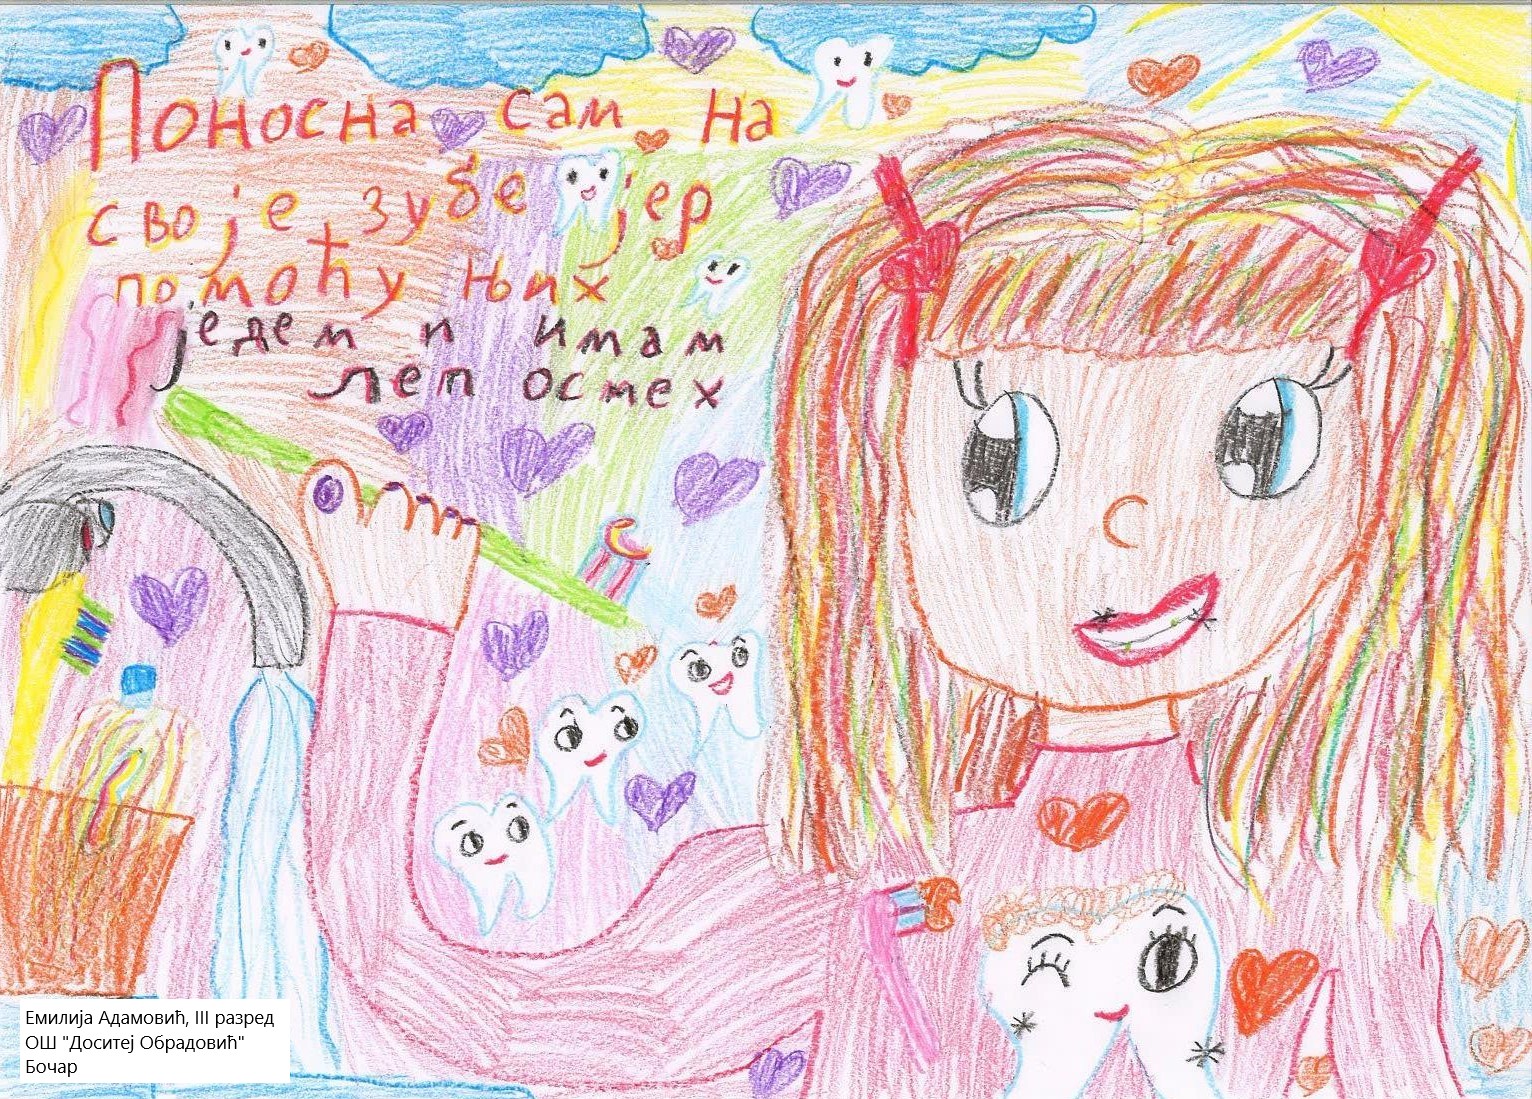 Поносна сам на
своје зубе јер
помоћу њих
једем и имам
леп осмех
Емилија Адамовић, III разред
ОШ "Доситеј Обрадовић"
Бочар